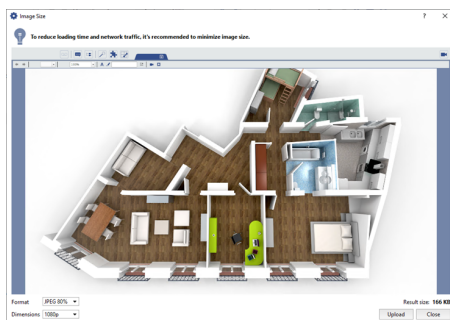 Image Size
To reduce loading time and network traffic, it's recommended to minimize image size.
Format JPEG 80% Result size: 166 KB
Dimensions 1080p Upload Close